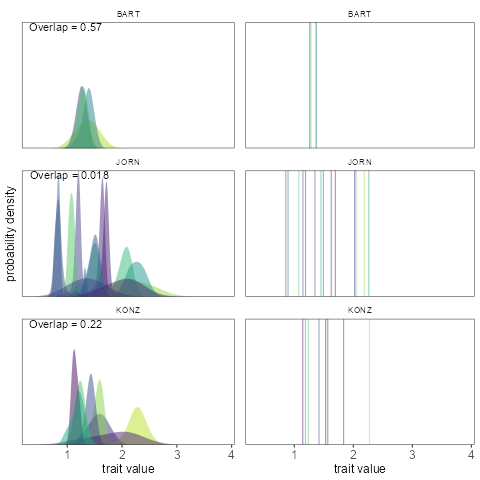 BART
BART
Overlap = 0.57
JORN
JORN
Overlap = 0.018
probability density
KONZ
KONZ
Overlap = 0.22
1 2 3 4
1 2 3 4
trait value
trait value